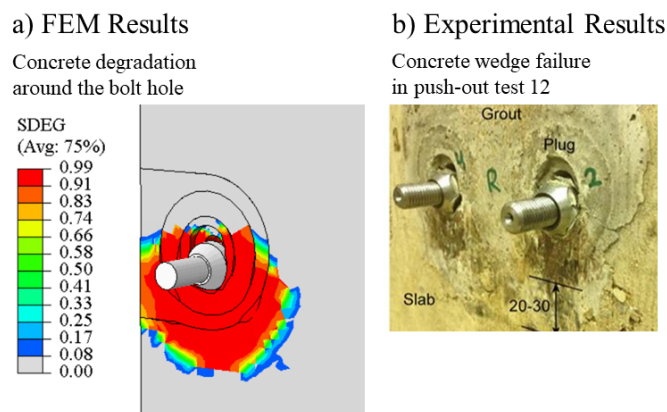 a) FEM Results
Concrete degradation
around the bolt hole
SDEG
(Avg: 75%)
0.99
0.91
0.83
0.74
0.66
0.58
0.50
0.41
0.33
0.25
0.17
0.08
0.00
b) Experimental Results
Concrete wedge failure
in push-out test 12
Grout
Plug
4
R
2
Slab
20-30